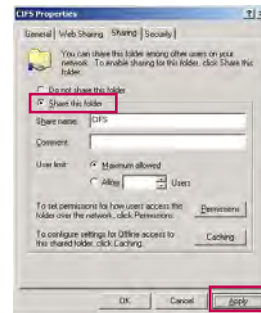 CIFS Properties
General Web Sharing Sharing Security
You can share this folder among other users on your
network. To enable sharing for this folder, click Share this
folder.
Do not share this folder
Share this folder
Share name: CIFS
Comment:
User limit: Maximum allowed
Allow Users
To set permissions for how users access this
folder over the network, click Permissions.
Permissions
To configure settings for Offline access to
this shared folder, click Caching.
Caching
OK Cancel Apply